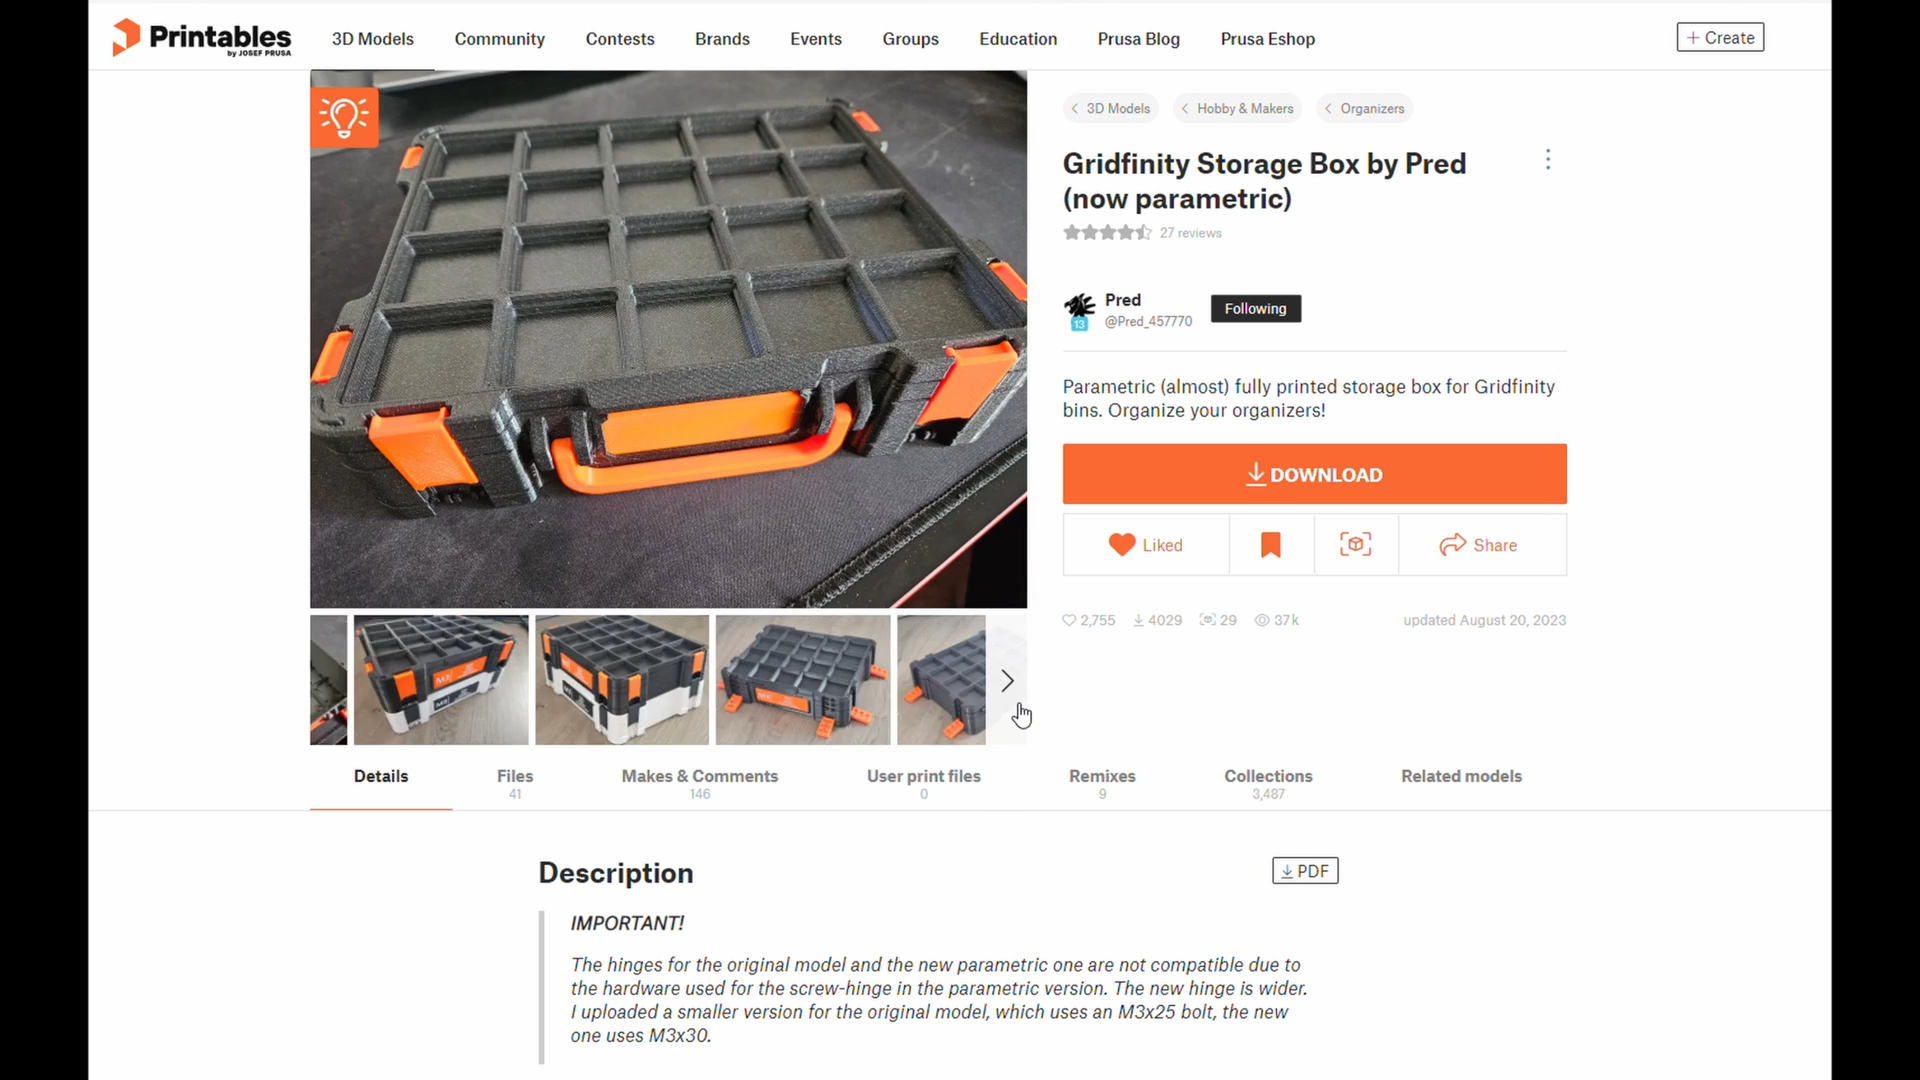 Printables
by JOSEF PRUSA
3D Models
Community
Contests
Brands
Events
Groups
Education
Prusa Blog
Prusa Eshop
+ Create
3D Models
Hobby & Makers
Organizers
Gridfinity Storage Box by Pred
(now parametric)
27 reviews
Pred
@Pred_457770
13
Following
Parametric (almost) fully printed storage box for Gridfinity
bins. Organize your organizers!
DOWNLOAD
Liked
Share
2,755
4029
29
37k
updated August 20, 2023
Details
Files
41
Makes & Comments
146
User print files
0
Remixes
9
Collections
3,487
Related models
Description
PDF
IMPORTANT!
The hinges for the original model and the new parametric one are not compatible due to
the hardware used for the screw-hinge in the parametric version. The new hinge is wider.
I uploaded a smaller version for the original model, which uses an M3x25 bolt, the new
one uses M3x30.